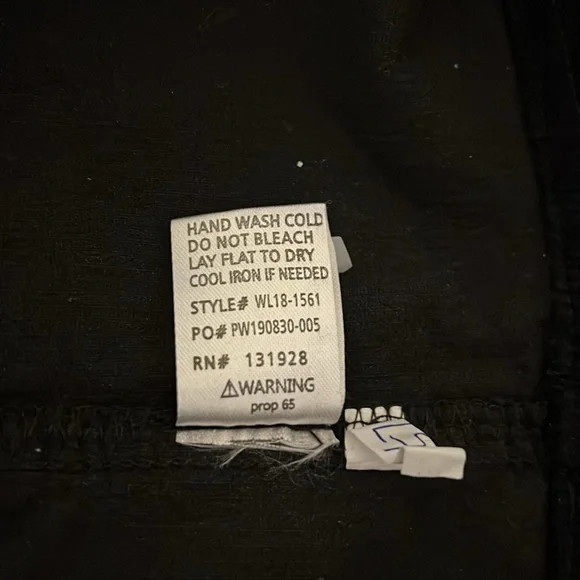 HAND WASH COLD
DO NOT BLEACH
LAY FLAT TO DRY
COOL IRON IF NEEDED
STYLE# WL18-1561
PO# PW190830-005
RN# 131928
⚠WARNING
prop 65